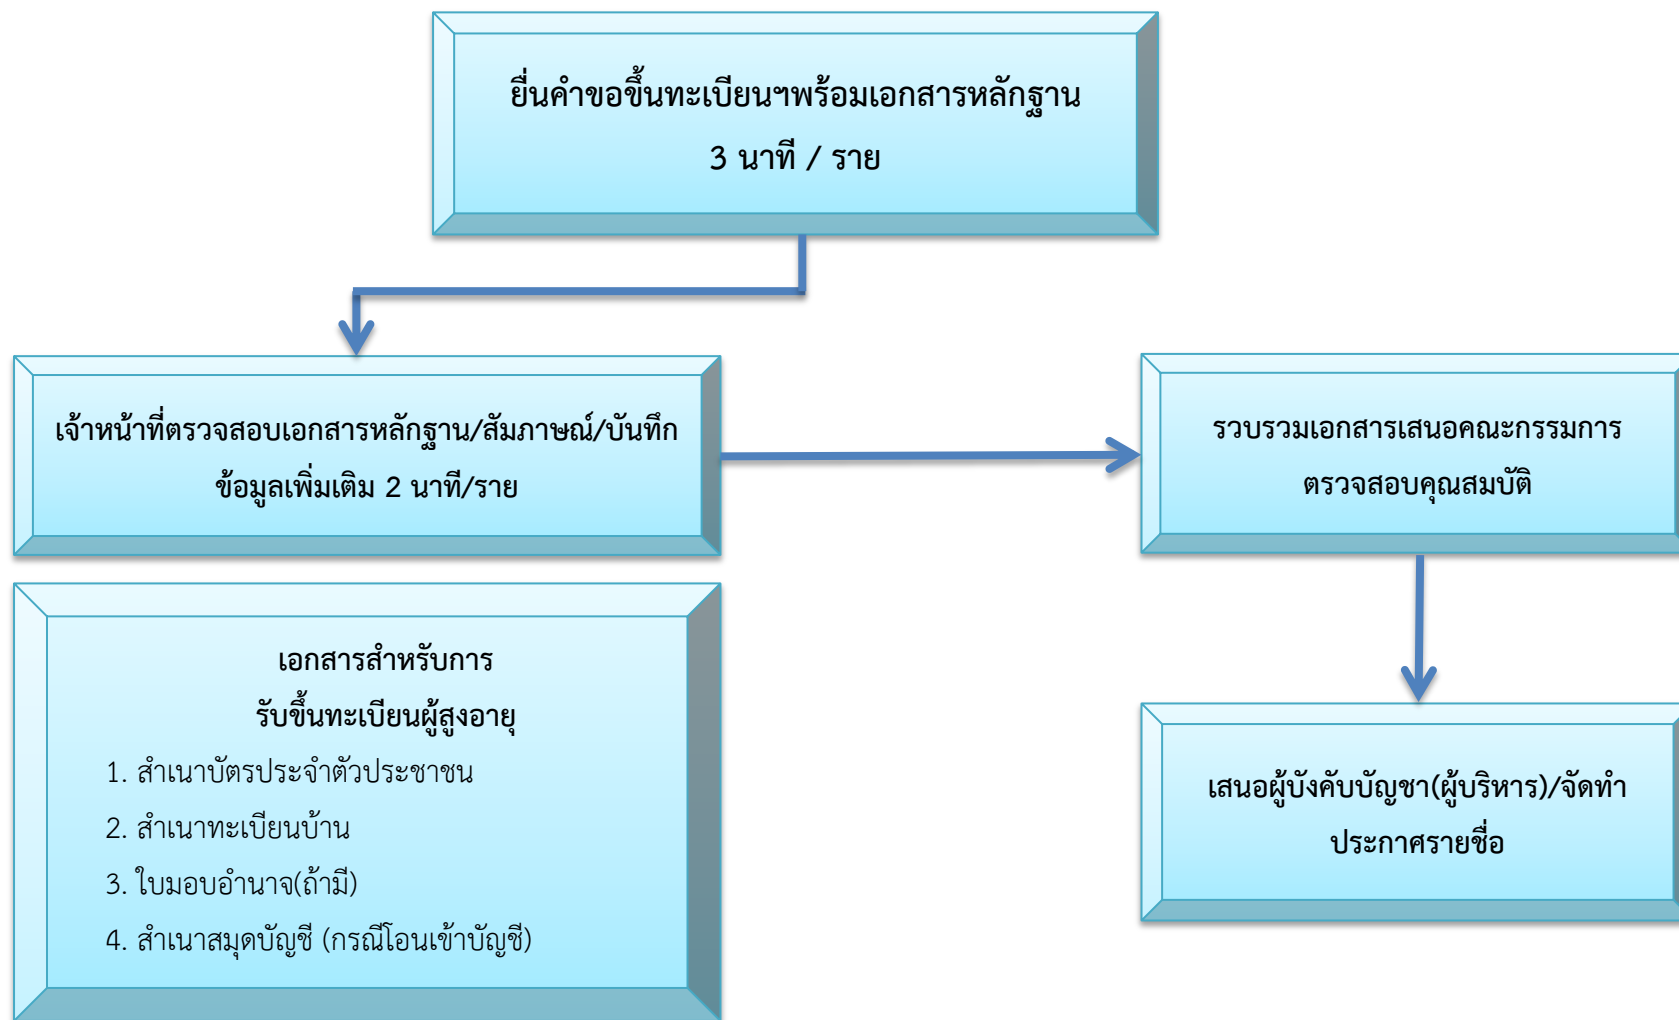 ยื่นคำขอขึ้นทะเบียนฯพร้อมเอกสารหลักฐาน
3 นาที / ราย
เจ้าหน้าที่ตรวจสอบเอกสารหลักฐาน/สัมภาษณ์/บันทึก
ข้อมูลเพิ่มเติม 2 นาที/ราย
รวบรวมเอกสารเสนอคณะกรรมการ
ตรวจสอบคุณสมบัติ
เอกสารสำหรับการ
รับขึ้นทะเบียนผู้สูงอายุ
1. สำเนาบัตรประจำตัวประชาชน
2. สำเนาทะเบียนบ้าน
3. ใบมอบอำนาจ(ถ้ามี)
4. สำเนาสมุดบัญชี (กรณีโอนเข้าบัญชี)
เสนอผู้บังคับบัญชา(ผู้บริหาร)/จัดทำ
ประกาศรายชื่อ